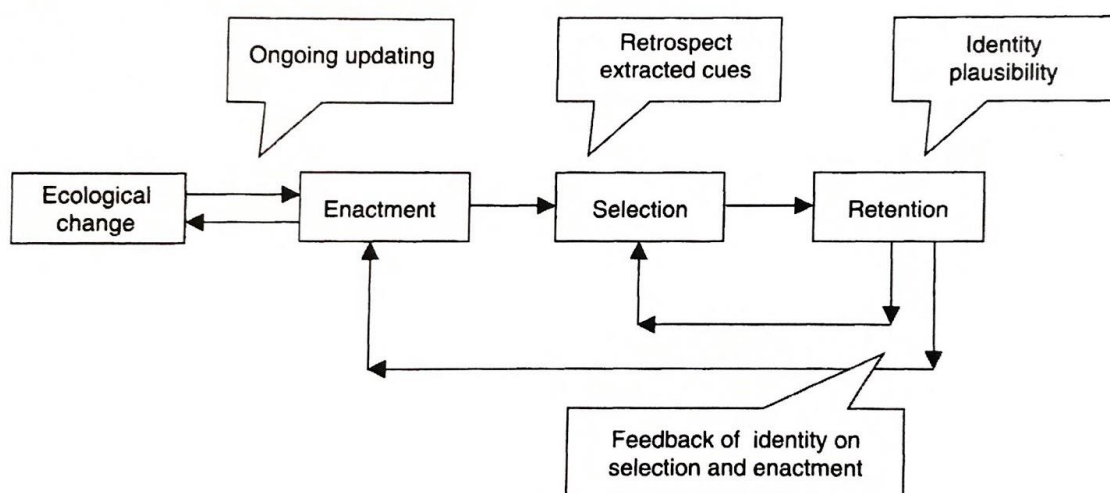 Ongoing updating
Retrospect
extracted cues
Identity
plausibility
Ecological
change
Enactment
Selection
Retention
Feedback of identity on
selection and enactment